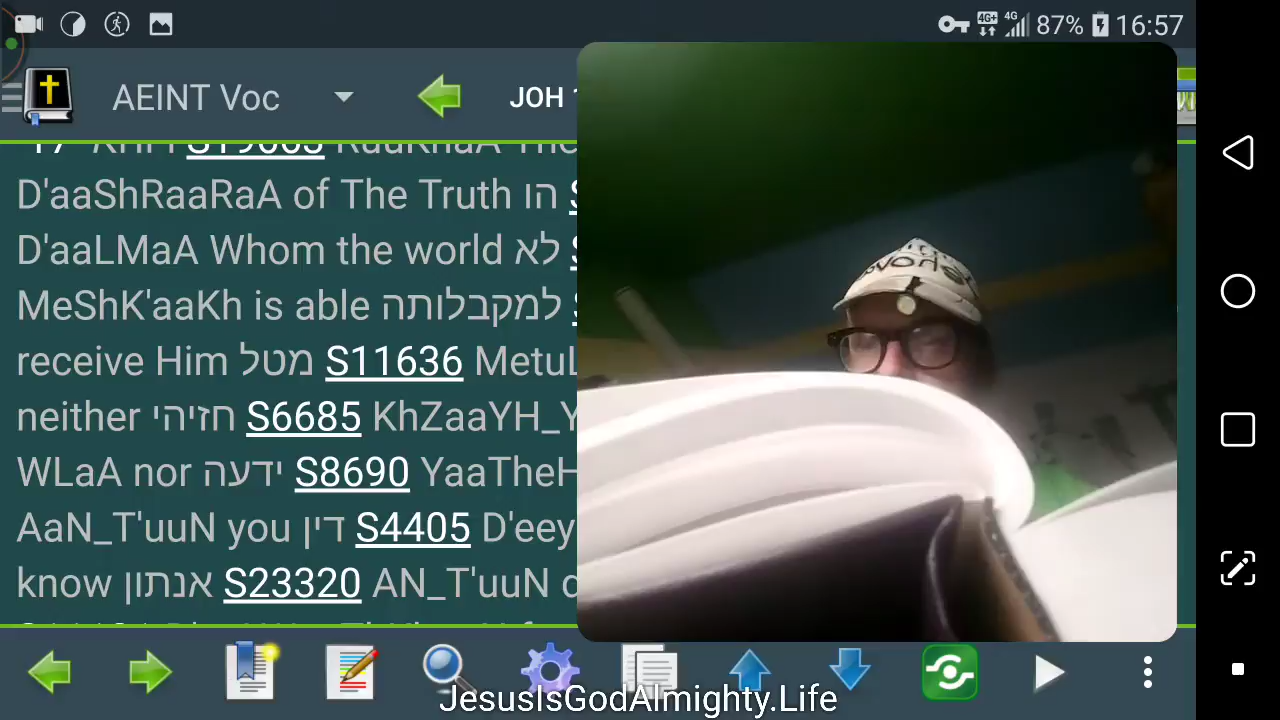 87% 16:57
AEINT Voc
JOH
S19063
D'aaShRaaRaA of The Truth הו
D'aaLMaA Whom the world לא
MeShK'aaKh is able למקבלותה
receive Him מטל S11636
neither חזיהי S6685
WLaA nor ידעה S8690
AaN_T'uuN you דין S4405
know אנתון S23320 AN_T'uuN
JesusIsGodAlmighty.Life